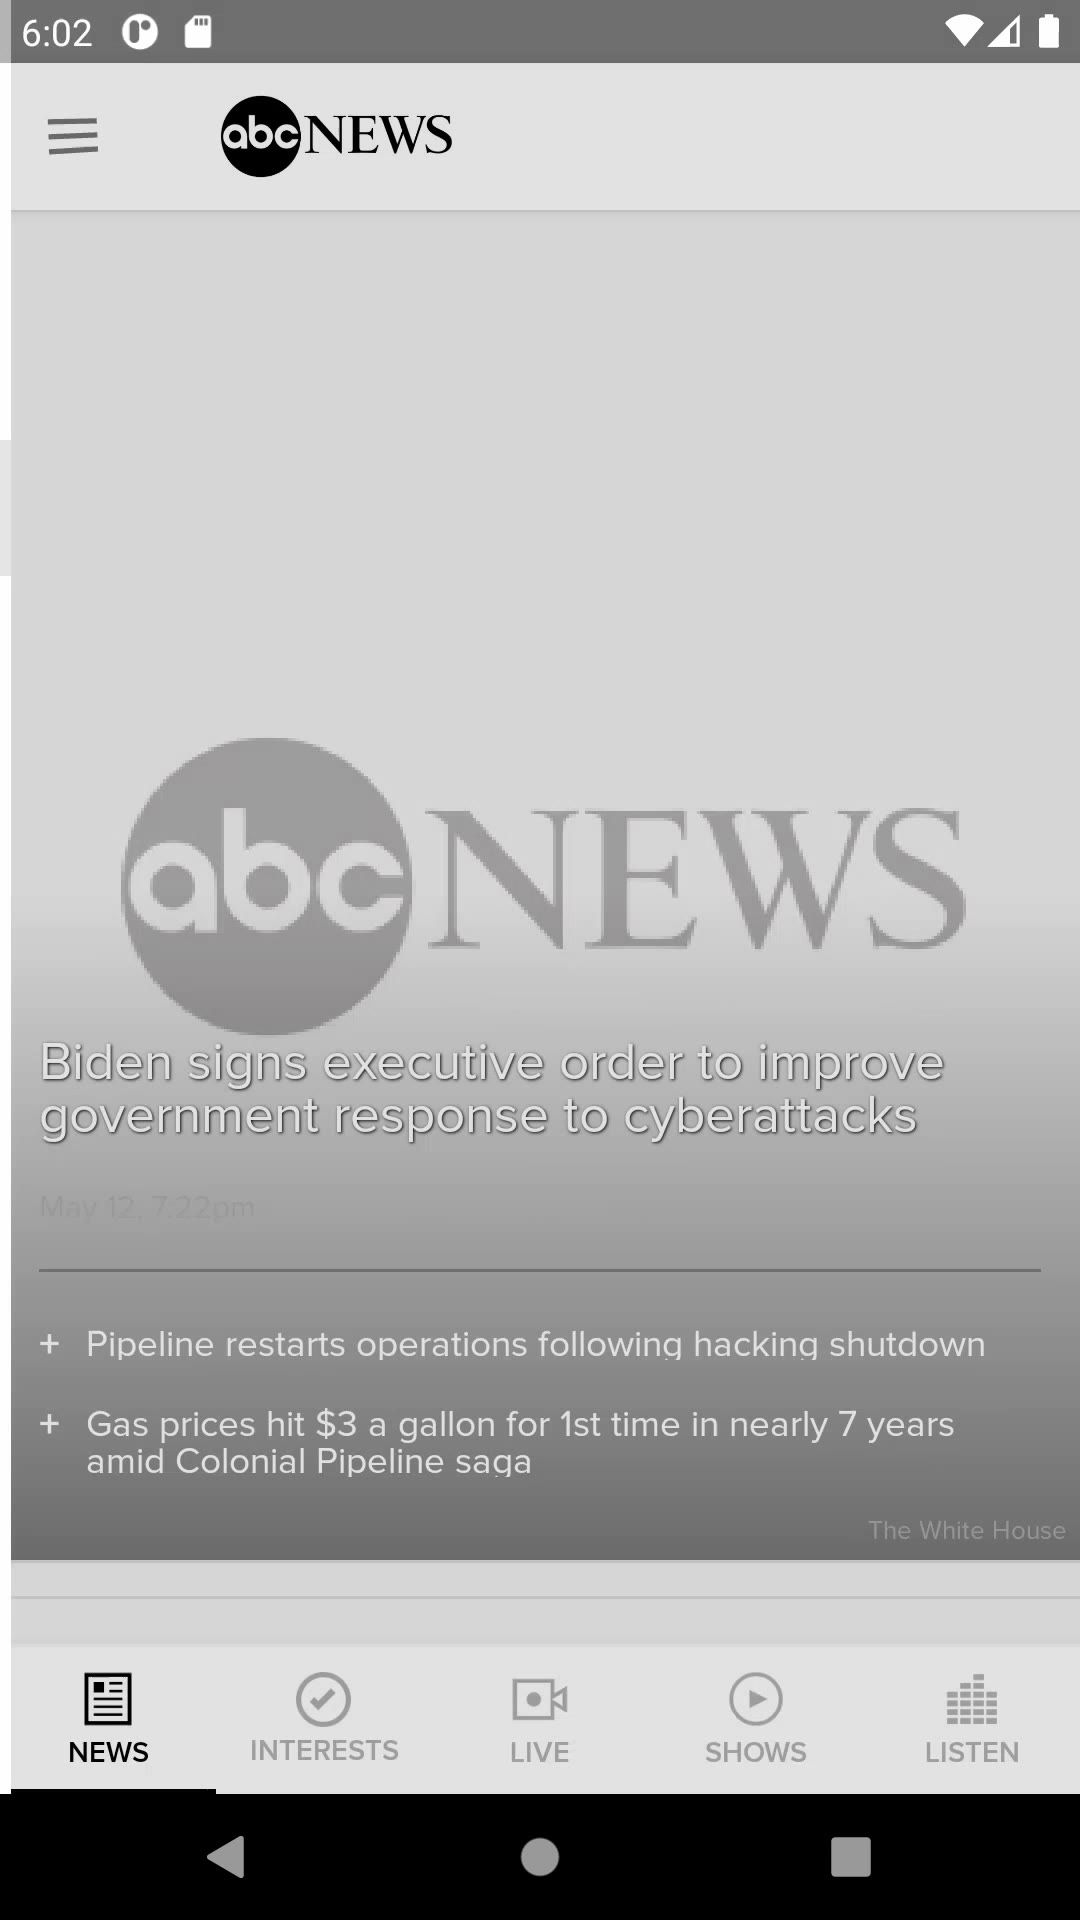 6:02
abc NEWS
abc NEWS
Biden signs executive order to improve
government response to cyberattacks
May 12, 7:22pm
+ Pipeline restarts operations following hacking shutdown
+ Gas prices hit $3 a gallon for 1st time in nearly 7 years
amid Colonial Pipeline saga
The White House
NEWS INTERESTS LIVE SHOWS LISTEN